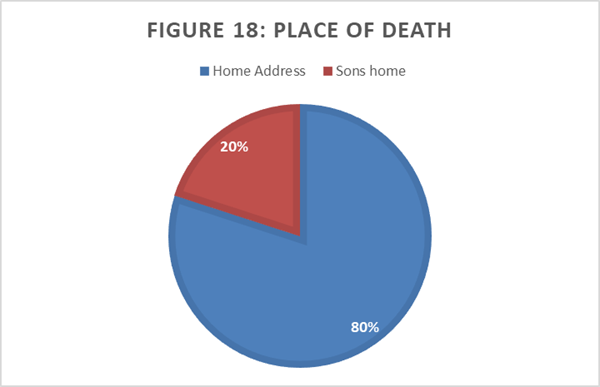 FIGURE 18: PLACE OF DEATH
Home Address Sons home
20%
80%